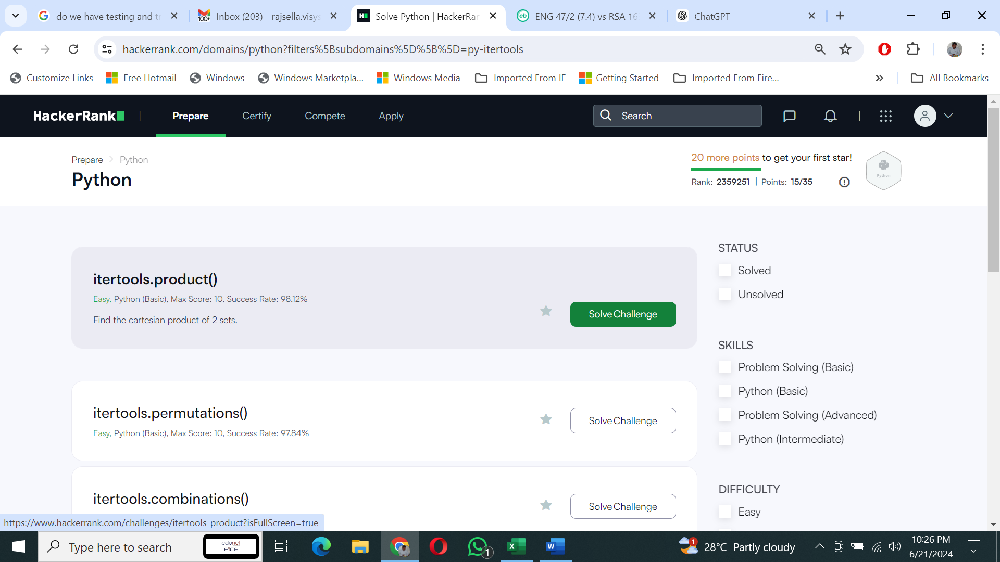 do we have testing and tr
Inbox (203) - rajsella.visys
Solve Python | HackerRan
ENG 47/2 (7.4) vs RSA 16
ChatGPT
hackerrank.com/domains/python?filters%5Bsubdomains%5D%5B%5D=py-itertools
Customize Links
Free Hotmail
Windows
Windows Marketpla...
Windows Media
Imported From IE
Getting Started
Imported From Fire...
All Bookmarks
HackerRank
Prepare
Certify
Compete
Apply
Search
Prepare > Python
Python
20 more points to get your first star!
Rank: 2359251 | Points: 15/35
Python
itertools.product()
Easy, Python (Basic), Max Score: 10, Success Rate: 98.12%
Find the cartesian product of 2 sets.
Solve Challenge
itertools.permutations()
Easy, Python (Basic), Max Score: 10, Success Rate: 97.84%
Solve Challenge
itertools.combinations()
Solve Challenge
STATUS
Solved
Unsolved
SKILLS
Problem Solving (Basic)
Python (Basic)
Problem Solving (Advanced)
Python (Intermediate)
DIFFICULTY
Easy
https://www.hackerrank.com/challenges/itertools-product?isFullScreen=true
Type here to search
edunet
1
1
28°C Partly cloudy
10:26 PM
6/21/2024